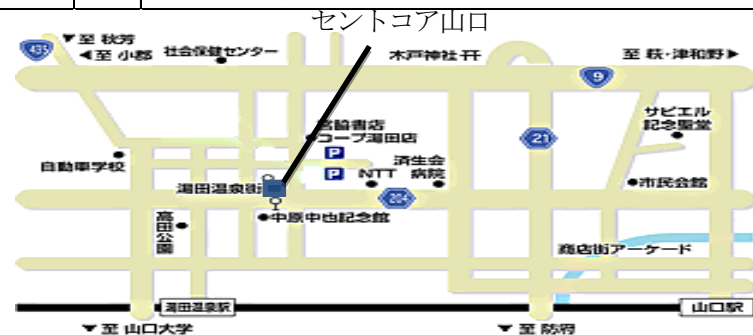 セントコア山口
435
▼至 秋芳
◀至 小郡
社会保健センター
木戸神社
至 萩・津和野▶
9
宮脇書店
コープ湯田店
サビエル
記念聖堂
21
自動車学校
P
P
済生会
病院
NTT
湯田温泉街
204
市民会館
高田公園
中原中也記念館
商店街アーケード
湯田温泉駅
山口駅
▼至 山口大学
▼至 防府